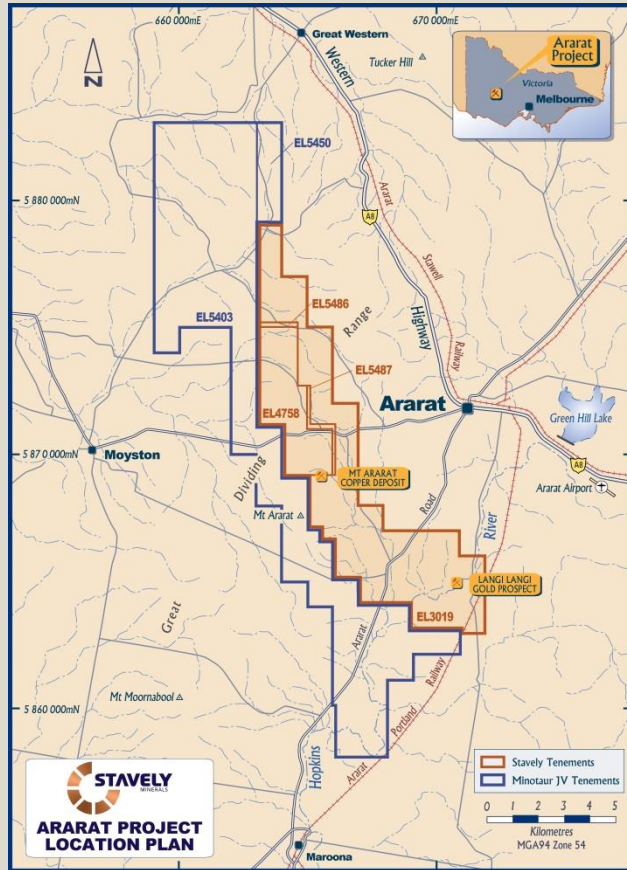 660 000mE
670 000mE
Great Western
Tucker Hill
Western
Ararat
Project
Victoria
Melbourne
N
EL5450
5 880 000mN
A8
Ararat
Stawell
EL5486
Range
EL5403
Highway
Railway
EL5487
Ararat
EL4758
Green Hill Lake
5 870 000mN
Moyston
MT ARARAT
COPPER DEPOSIT
A8
Dividing
Ararat Airport
Mt Ararat
Road
River
LANGI LANGI
GOLD PROSPECT
Great
EL3019
Ararat
Railway
Mt Moornabool
5 860 000mN
Portland
Hopkins
Ararat
Stavely Tenements
Minotaur JV Tenements
STAVELY
MINERALS
0 1 2 3 4 5
ARARAT PROJECT
LOCATION PLAN
Kilometres
MGA94 Zone 54
Maroona